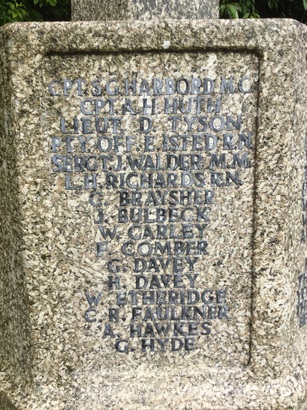 CPT. S. G. HARBORD. M.C.
CPT. A. H. HUTH
LIEUT. D. TYSON
PTY. OFF. E. ISTED. R.N.
SERGT. J. WALDER. M.M.
L. H. RICHARDS. R.N.
C. BRAYSHER
J. BULBECK
W. CARLEY
F. COMBER
G. DAVEY
H. DAVEY
W. ETHERIDGE
C. R. FAULKNER
A. HAWKES
G. HYDE